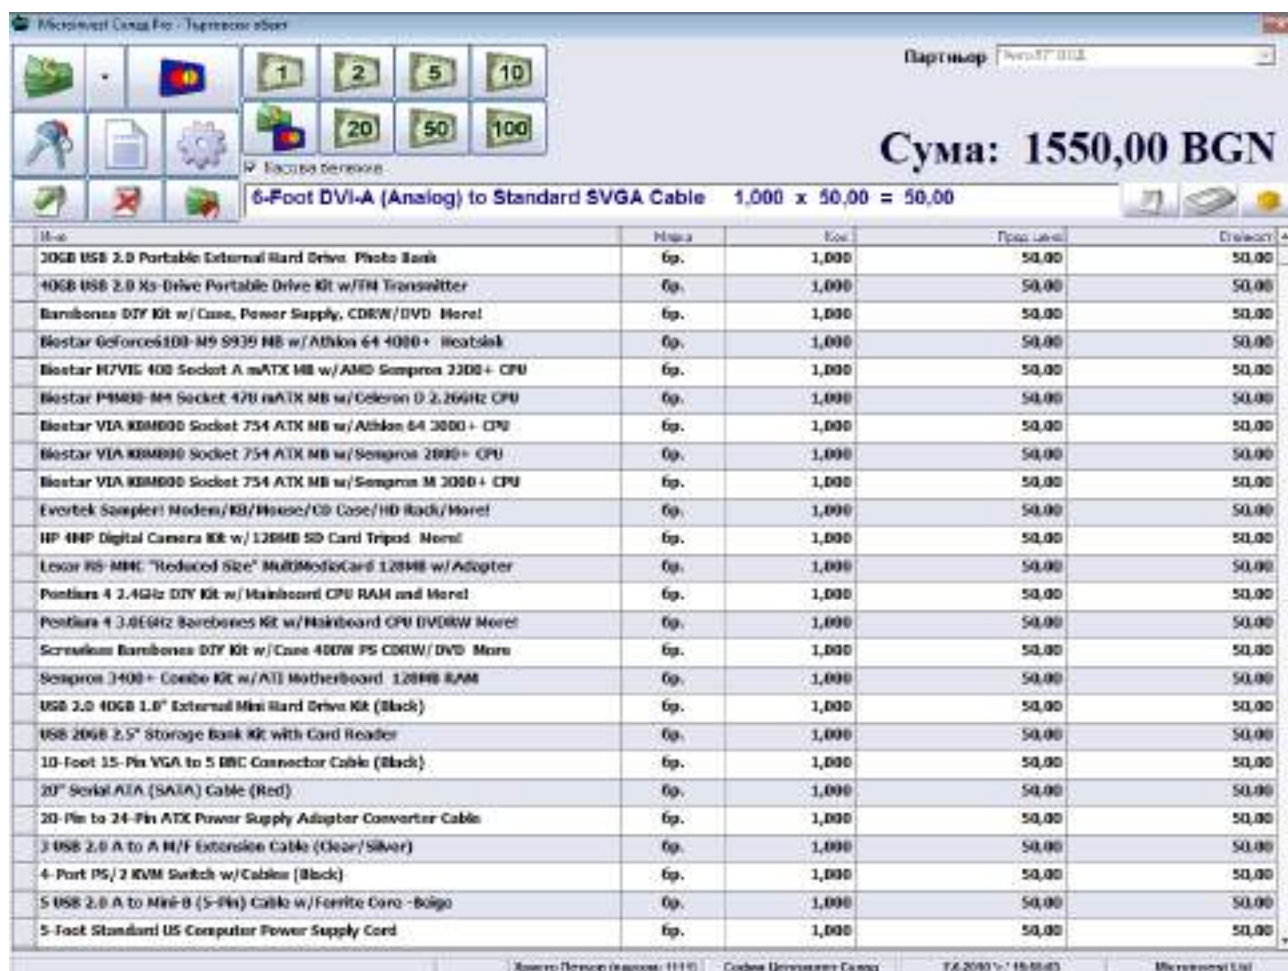 Microinvest Склад Pro - Търговски обект
Партньор
1 2 5 10
20 50 100
Касова бележка
Сума: 1550,00 BGN
6-Foot DVI-A (Analog) to Standard SVGA Cable 1,000 x 50,00 = 50,00
Име Мярка Кол. Прод. цена Стойност
30GB USB 2.0 Portable External Hard Drive Photo Bank бр. 1,000 50,00 50,00
40GB USB 2.0 Xs-Drive Portable Drive Kit w/FM Transmitter бр. 1,000 50,00 50,00
Barebones DIY Kit w/Case, Power Supply, CDRW/DVD More! бр. 1,000 50,00 50,00
Biostar GeForce6100-M9 S939 MB w/Athlon 64 4000+ Heatsink бр. 1,000 50,00 50,00
Biostar M7VIG 400 Socket A mATX MB w/AMD Sempron 2200+ CPU бр. 1,000 50,00 50,00
Biostar P4M80-M4 Socket 478 mATX MB w/Celeron D 2.26GHz CPU бр. 1,000 50,00 50,00
Biostar VIA K8M800 Socket 754 ATX MB w/Athlon 64 3000+ CPU бр. 1,000 50,00 50,00
Biostar VIA K8M800 Socket 754 ATX MB w/Sempron 2800+ CPU бр. 1,000 50,00 50,00
Biostar VIA K8M800 Socket 754 ATX MB w/Sempron M 3000+ CPU бр. 1,000 50,00 50,00
Evertek Sampler! Modem/KB/Mouse/CD Case/HD Rack/More! бр. 1,000 50,00 50,00
HP 4MP Digital Camera Kit w/128MB SD Card Tripod More! бр. 1,000 50,00 50,00
Lexar RS-MMC "Reduced Size" MultiMediaCard 128MB w/Adapter бр. 1,000 50,00 50,00
Pentium 4 2.4GHz DIY Kit w/Mainboard CPU RAM and More! бр. 1,000 50,00 50,00
Pentium 4 3.0EGHz Barebones Kit w/Mainboard CPU DVDRW More! бр. 1,000 50,00 50,00
Screwless Barebones DIY Kit w/Case 400W PS CDRW/DVD More бр. 1,000 50,00 50,00
Sempron 3400+ Combo Kit w/ATI Motherboard 128MB RAM бр. 1,000 50,00 50,00
USB 2.0 40GB 1.8" External Mini Hard Drive Kit (Black) бр. 1,000 50,00 50,00
USB 20GB 2.5" Storage Bank Kit with Card Reader бр. 1,000 50,00 50,00
10-Foot 15-Pin VGA to 5 BNC Connector Cable (Black) бр. 1,000 50,00 50,00
20" Serial ATA (SATA) Cable (Red) бр. 1,000 50,00 50,00
20-Pin to 24-Pin ATX Power Supply Adapter Converter Cable бр. 1,000 50,00 50,00
3 USB 2.0 A to A M/F Extension Cable (Clear/Silver) бр. 1,000 50,00 50,00
4-Port PS/2 KVM Switch w/Cables (Black) бр. 1,000 50,00 50,00
5 USB 2.0 A to Mini-B (5-Pin) Cable w/Ferrite Core -Beige бр. 1,000 50,00 50,00
5-Foot Standard US Computer Power Supply Cord бр. 1,000 50,00 50,00
Склад Microinvest Ltd